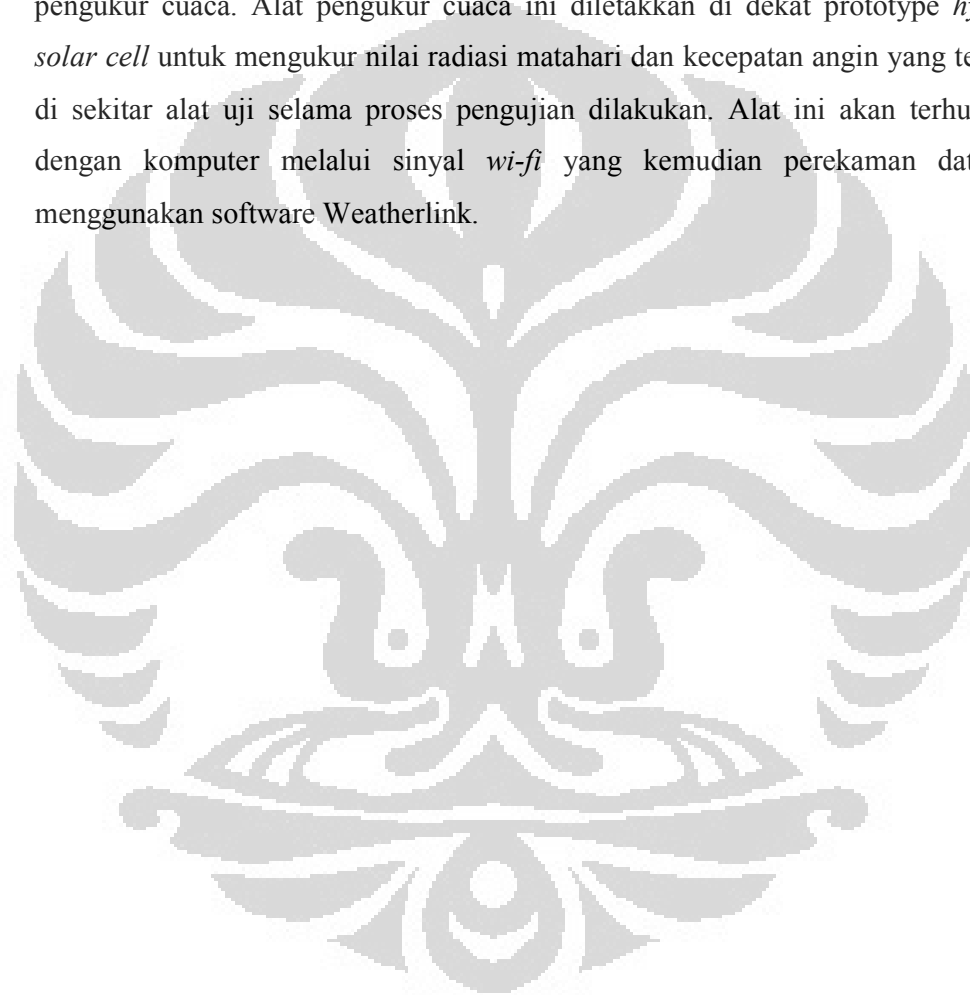 pengukur cuaca. Alat pengukur cuaca ini diletakkan di dekat prototype
solar cell untuk mengukur nilai radiasi matahari dan kecepatan angin yang
di sekitar alat uji selama proses pengujian dilakukan. Alat ini akan
dengan komputer melalui sinyal wi-fi yang kemudian perekaman
menggunakan software Weatherlink.